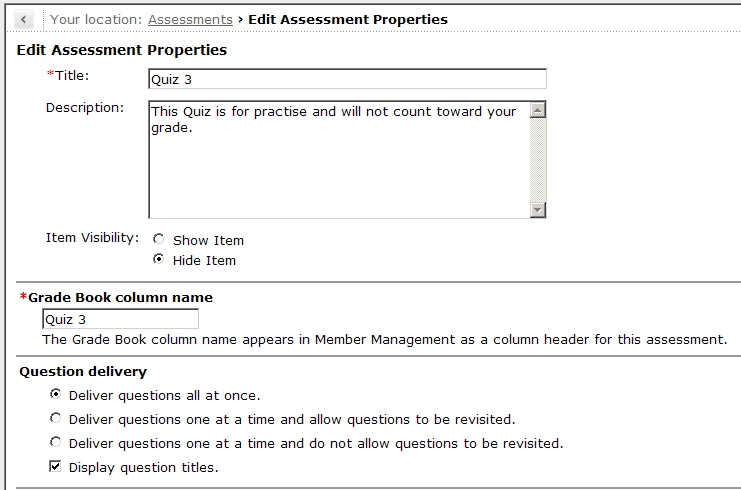 Your location: Assessments › Edit Assessment Properties
Edit Assessment Properties
*Title:
Quiz 3
Description:
This Quiz is for practise and will not count toward your
grade.
Item Visibility:
Show Item
Hide Item
*Grade Book column name
Quiz 3
The Grade Book column name appears in Member Management as a column header for this assessment.
Question delivery
Deliver questions all at once.
Deliver questions one at a time and allow questions to be revisited.
Deliver questions one at a time and do not allow questions to be revisited.
Display question titles.